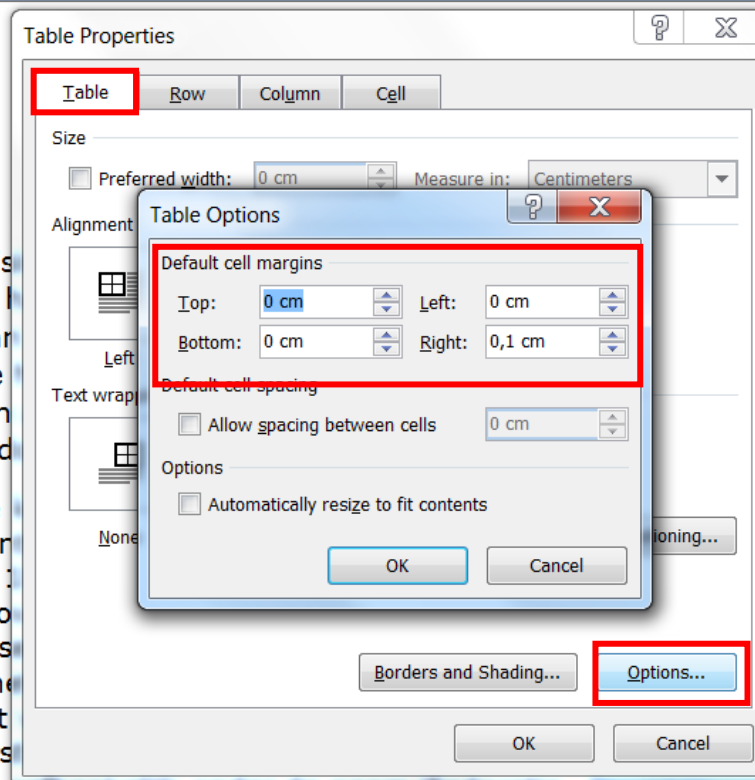 Table Properties
Table Row Column Cell
Size
Preferred width: 0 cm Measure in: Centimeters
Table Options
Alignment
Default cell margins
Top: 0 cm Left: 0 cm
Bottom: 0 cm Right: 0,1 cm
Left
Default cell spacing
Text wrapp
Allow spacing between cells 0 cm
Options
Automatically resize to fit contents
None
ioning...
OK Cancel
Borders and Shading... Options...
OK Cancel